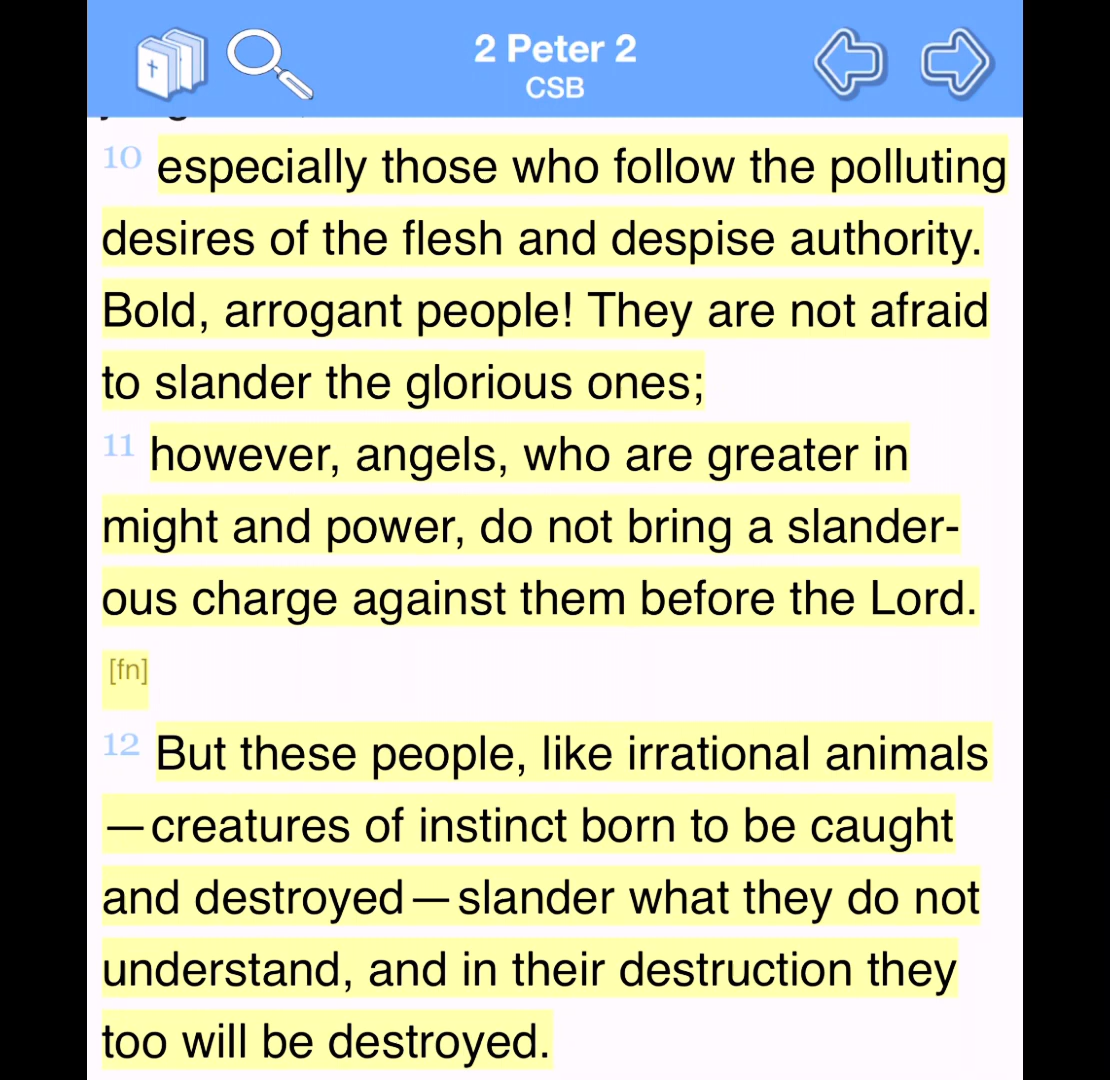 2 Peter 2
CSB
10 especially those who follow the polluting
desires of the flesh and despise authority.
Bold, arrogant people! They are not afraid
to slander the glorious ones;
11 however, angels, who are greater in
might and power, do not bring a slander-
ous charge against them before the Lord.
[fn]
12 But these people, like irrational animals
—creatures of instinct born to be caught
and destroyed—slander what they do not
understand, and in their destruction they
too will be destroyed.